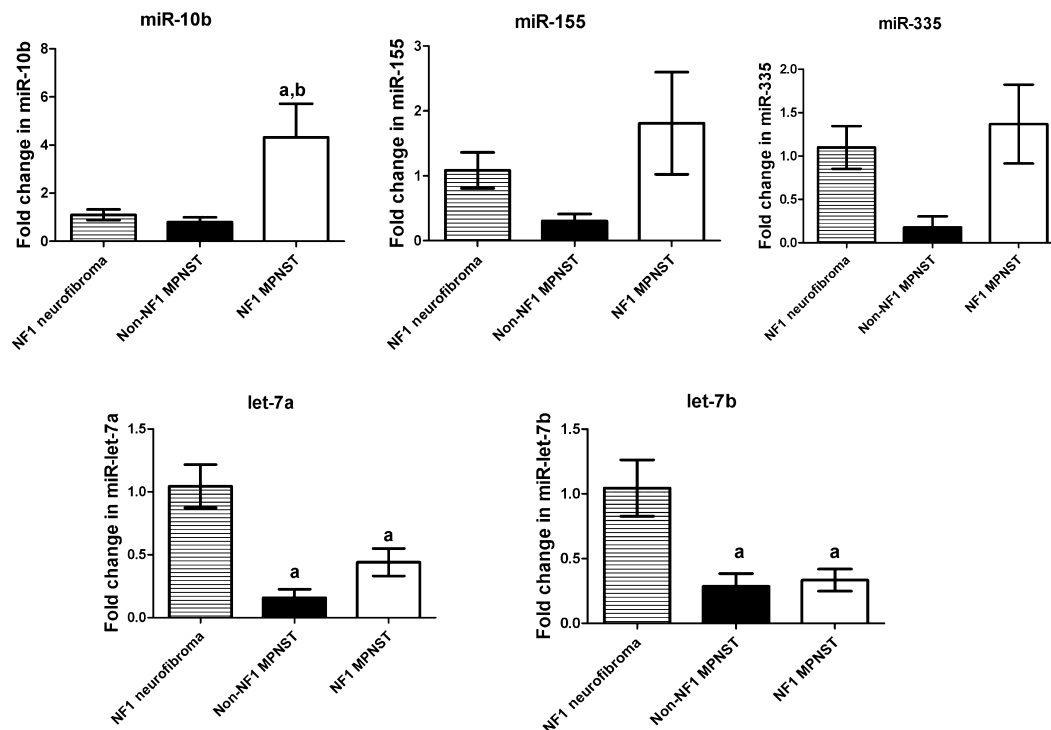 miR-10b
Fold change in miR-10b
8
6
4
2
0
a,b
NF1 neurofibroma
Non-NF1 MPNST
NF1 MPNST
miR-155
Fold change in miR-155
3
2
1
0
NF1 neurofibroma
Non-NF1 MPNST
NF1 MPNST
miR-335
Fold change in miR-335
2.0
1.5
1.0
0.5
0.0
NF1 neurofibroma
Non-NF1 MPNST
NF1 MPNST
let-7a
Fold change in miR-let-7a
1.5
1.0
0.5
0.0
a
a
NF1 neurofibroma
Non-NF1 MPNST
NF1 MPNST
let-7b
Fold change in miR-let-7b
1.5
1.0
0.5
0.0
a
a
NF1 neurofibroma
Non-NF1 MPNST
NF1 MPNST